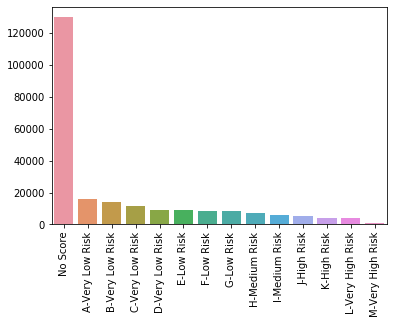 120000
100000
80000
60000
40000
20000
0
No Score
A-Very Low Risk
B-Very Low Risk
C-Very Low Risk
D-Very Low Risk
E-Low Risk
F-Low Risk
G-Low Risk
H-Medium Risk
I-Medium Risk
J-High Risk
K-High Risk
L-Very High Risk
M-Very High Risk